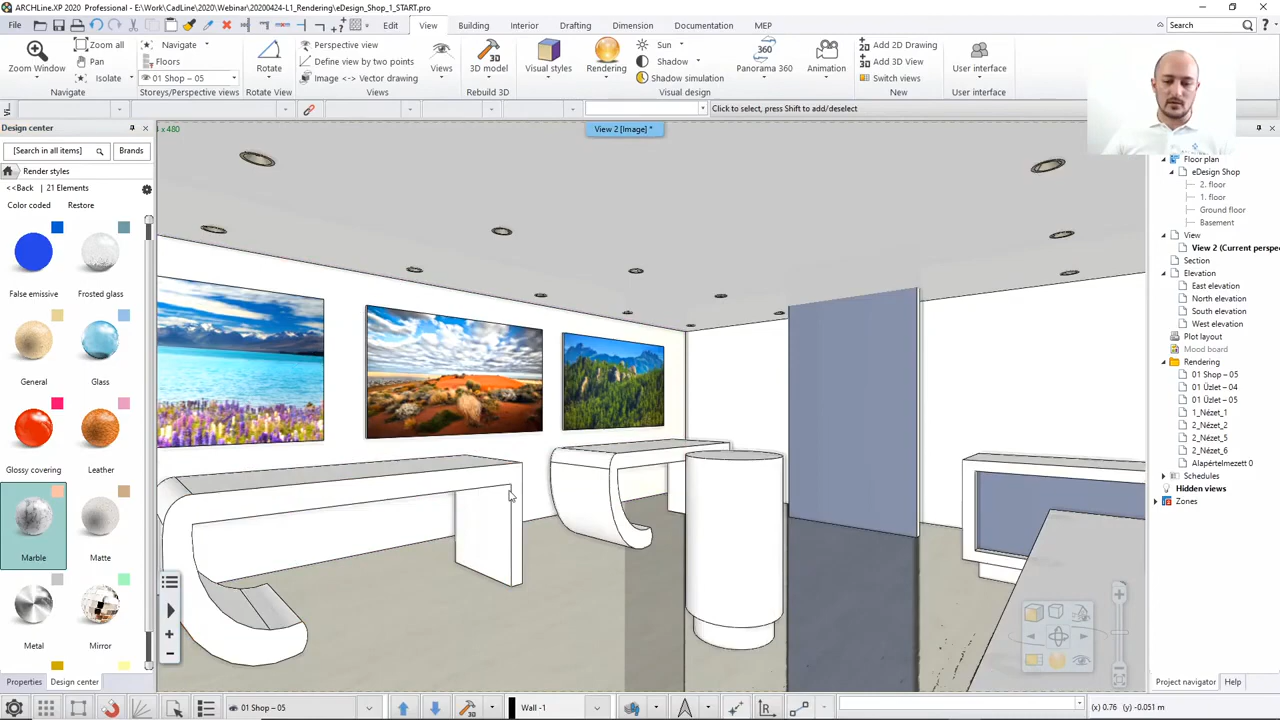 ARCHLine.XP 2020 Professional - E:\Work\CadLine\Webinar\20200424-L1_Rendering\eDesign_Shop_1_START.pro
File Edit View Building Interior Drafting Dimension Documentation MEP Search
Zoom Window
Zoom all
Pan
Isolate
Navigate
Navigate
Floors
01 Shop – 05
Storeys/Perspective views
Rotate
Rotate View
Perspective view
Define view by two points
Image <-> Vector drawing
Views
Views
3D model
Rebuild 3D
Visual styles
Rendering
Sun
Shadow
Shadow simulation
Panorama 360
Animation
Visual design
Add 2D Drawing
Add 3D View
Switch views
New
User interface
User interface
Click to select, press Shift to add/deselect
Design center
x 480
View 2 [Image] *
[Search in all items] Brands
Render styles
<<Back | 21 Elements
Color coded Restore
False emissive Frosted glass
General Glass
Glossy covering Leather
Marble Matte
Metal Mirror
Properties Design center
Floor plan
eDesign Shop
2. floor
1. floor
Ground floor
Basement
View
View 2 (Current perspe
Section
Elevation
East elevation
North elevation
South elevation
West elevation
Plot layout
Mood board
Rendering
01 Shop – 05
01 Üzlet – 04
01 Üzlet – 05
1_Nézet_1
2_Nézet_2
2_Nézet_5
2_Nézet_6
Alapértelmezett 0
Schedules
Hidden views
Zones
Project navigator Help
01 Shop – 05
Wall -1
(x) 0.76 (y) -0.051 m